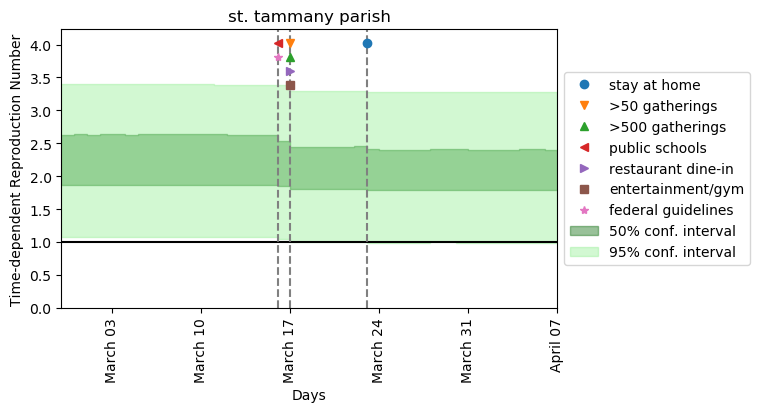 st. tammany parish
Time-dependent Reproduction Number
4.0
3.5
3.0
2.5
2.0
1.5
1.0
0.5
0.0
March 03
March 10
March 17
March 24
March 31
April 07
Days
stay at home
>50 gatherings
>500 gatherings
public schools
restaurant dine-in
entertainment/gym
federal guidelines
50% conf. interval
95% conf. interval